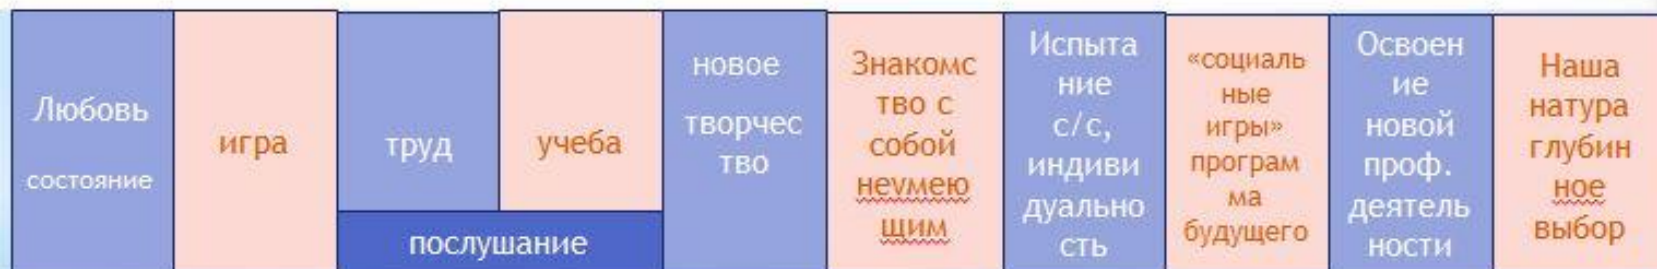 Любовь
состояние
игра
труд
учеба
послушание
новое
творчес
тво
Знакомс
тво с
собой
неумею
щим
Испыта
ние
с/с,
индиви
дуально
сть
«социаль
ные
игры»
програм
ма
будущего
Освоен
ие
новой
проф.
деятель
ности
Наша
натура
глубин
ное
выбор